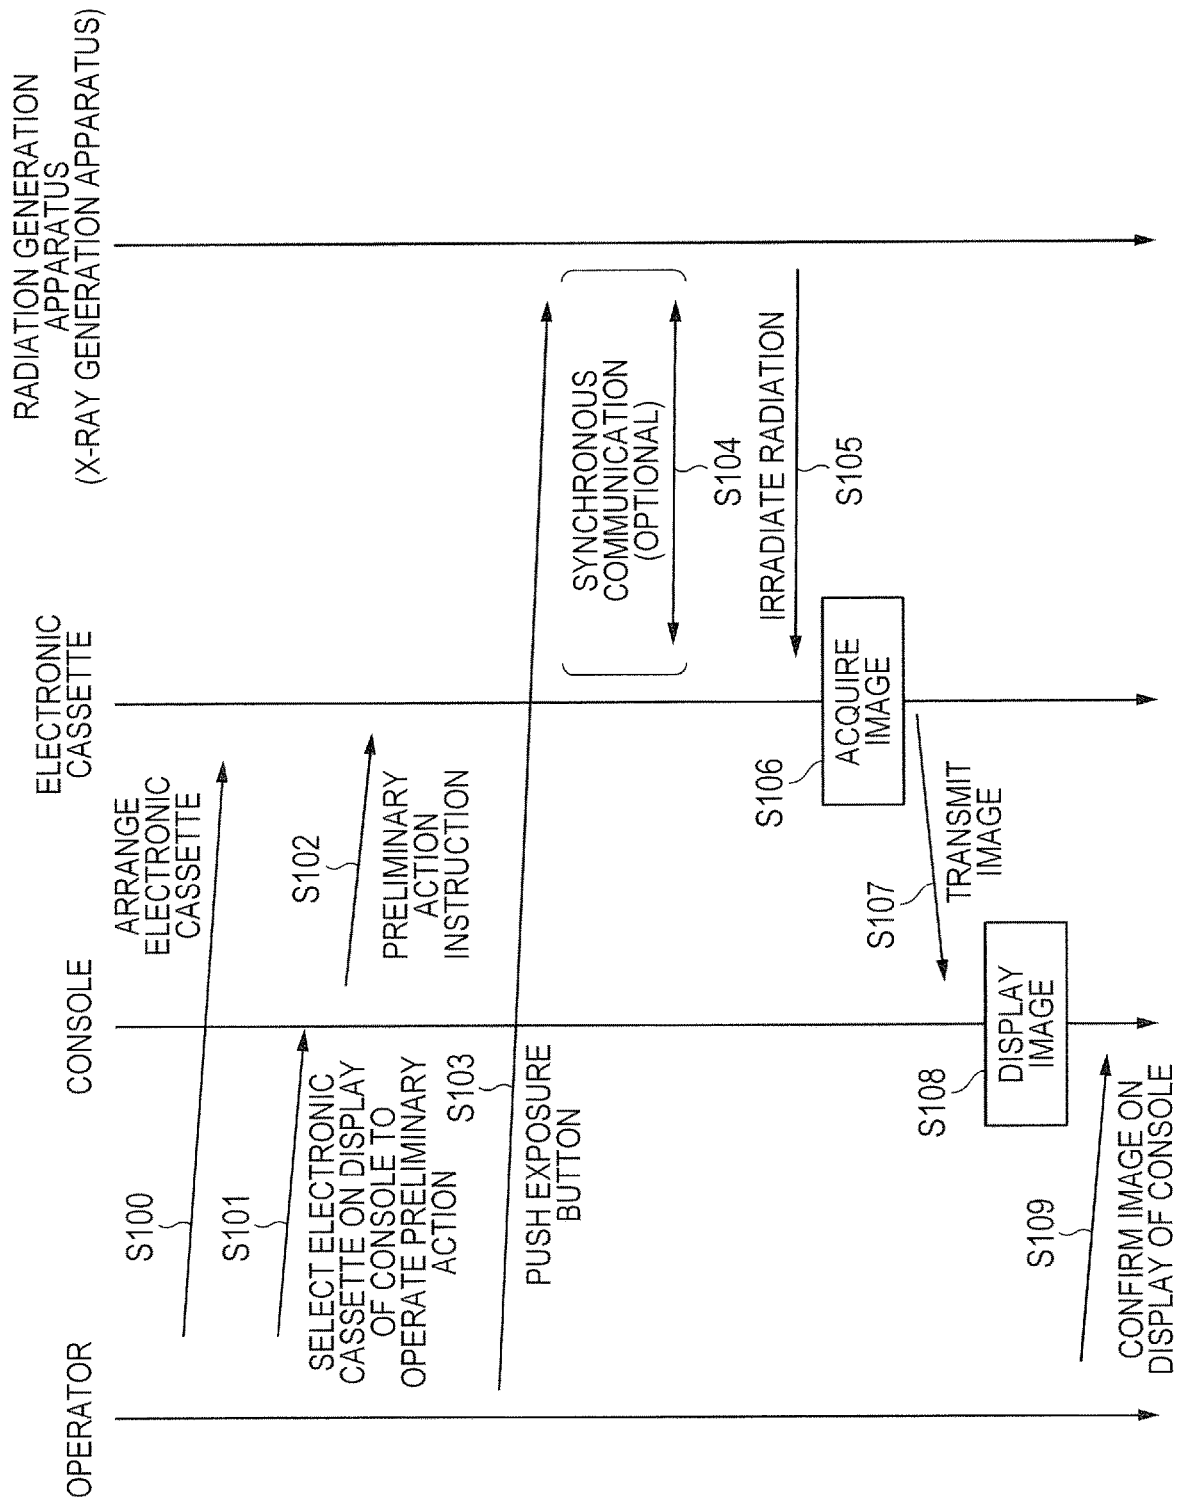 OPERATOR
CONSOLE
ELECTRONIC
CASSETTE
RADIATION GENERATION
APPARATUS
(X-RAY GENERATION APPARATUS)
S100
ARRANGE
ELECTRONIC
CASSETTE
S101
SELECT ELECTRONIC
CASSETTE ON DISPLAY
OF CONSOLE TO
OPERATE PRELIMINARY
ACTION
S102
PRELIMINARY
ACTION
INSTRUCTION
S103
PUSH EXPOSURE
BUTTON
SYNCHRONOUS
COMMUNICATION
(OPTIONAL)
S104
IRRADIATE RADIATION
S105
S106
ACQUIRE
IMAGE
S107
TRANSMIT
IMAGE
S108
DISPLAY
IMAGE
S109
CONFIRM IMAGE ON
DISPLAY OF CONSOLE